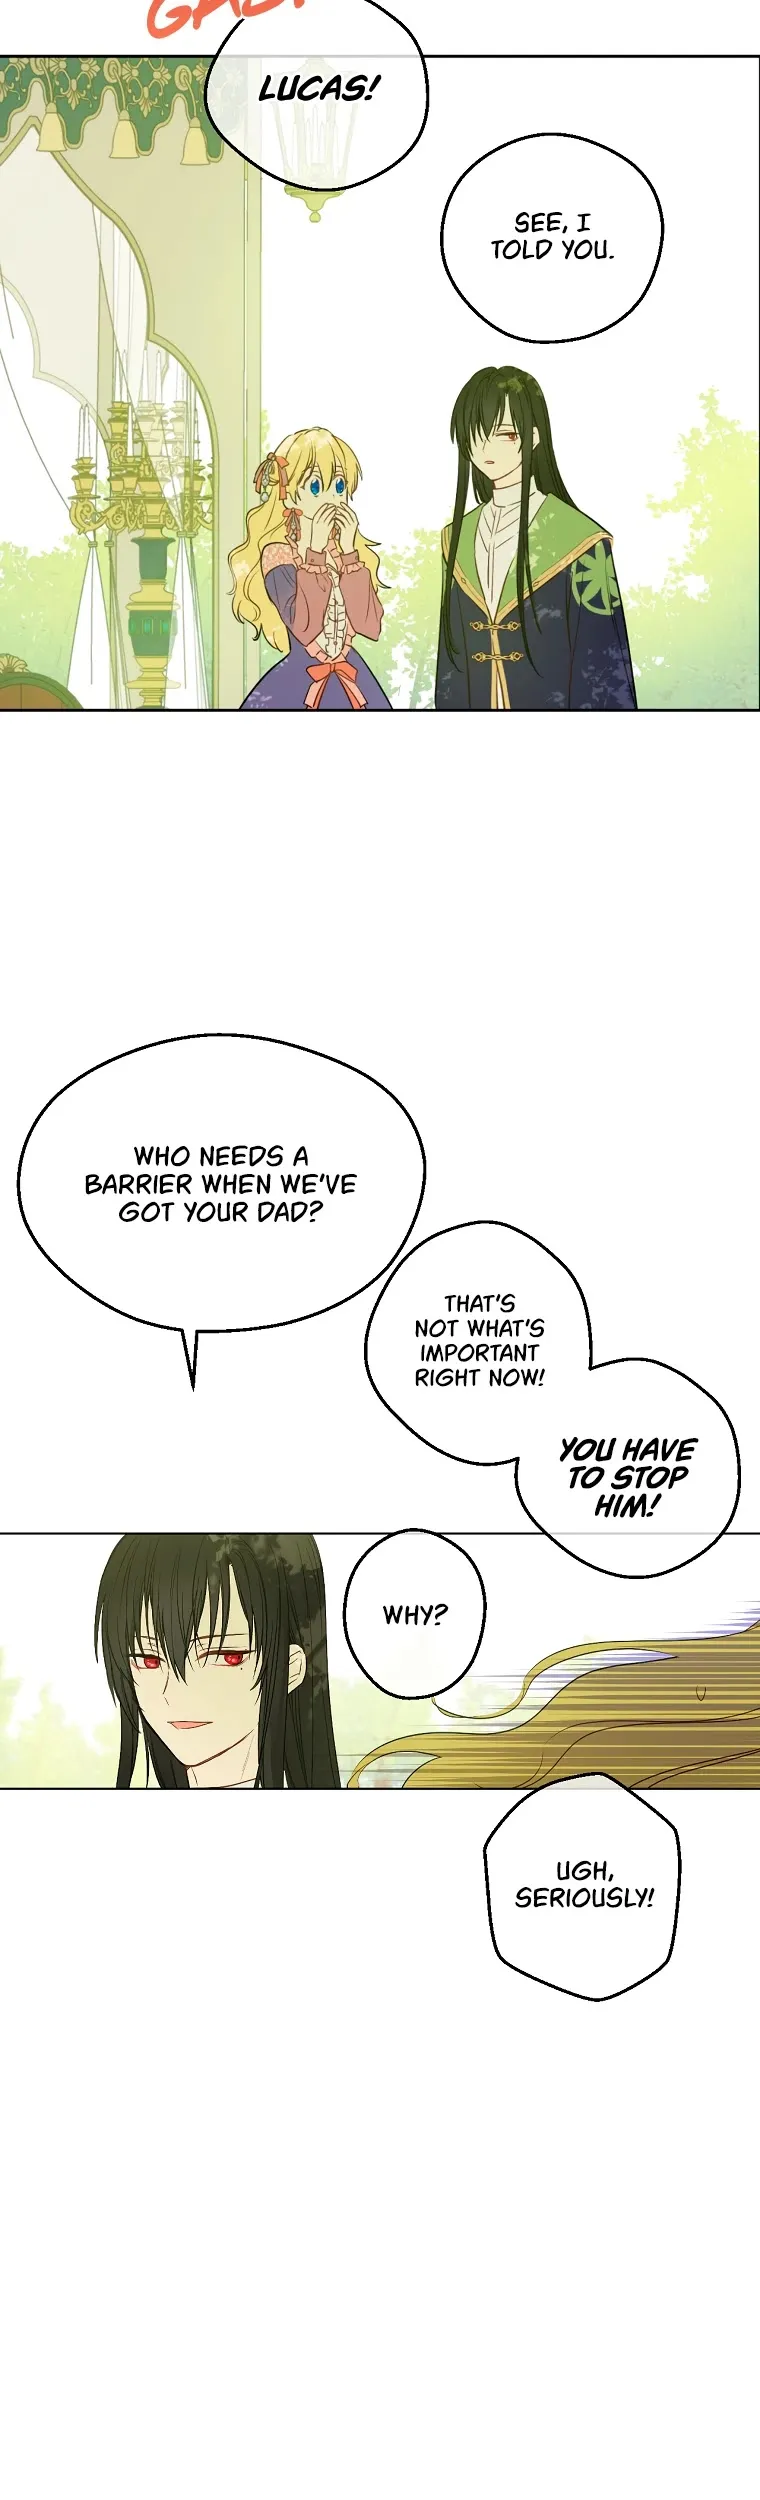 LUCAS!
SEE, I
TOLD YOU.
WHO NEEDS A
BARRIER WHEN WE'VE
GOT YOUR DAD?
THAT'S
NOT WHAT'S
IMPORTANT
RIGHT NOW!
YOU HAVE
TO STOP
HIM!
WHY?
UGH,
SERIOUSLY!